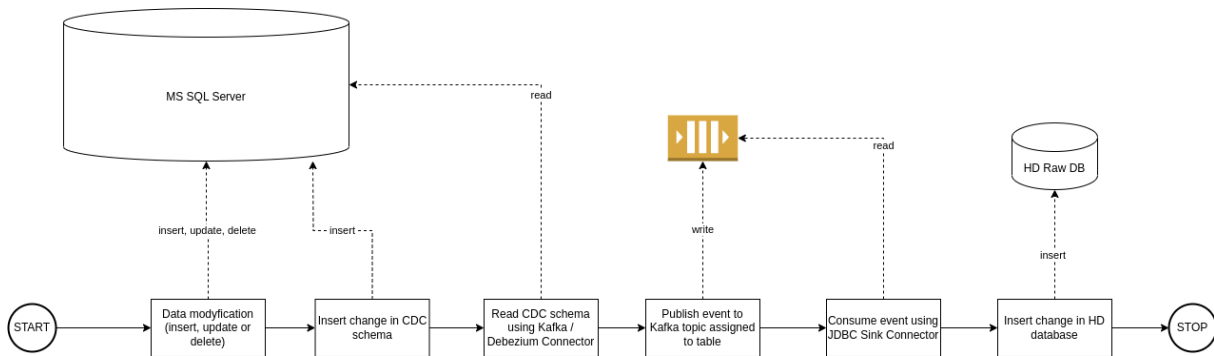 MS SQL Server
read
read
HD Raw DB
insert, update, delete
insert
write
insert
START
Data modyfication
(insert, update or
delete)
Insert change in CDC
schema
Read CDC schema
using Kafka /
Debezium Connector
Publish event to
Kafka topic assigned
to table
Consume event using
JDBC Sink Connector
Insert change in HD
database
STOP